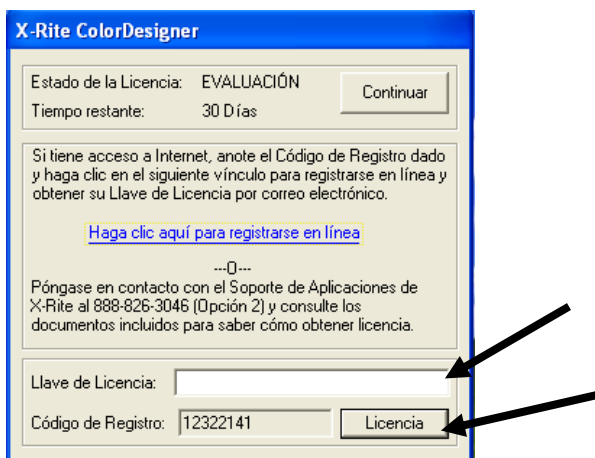 X-Rite ColorDesigner
Estado de la Licencia: EVALUACIÓN
Continuar
Tiempo restante: 30 Días
Si tiene acceso a Internet, anote el Código de Registro dado
y haga clic en el siguiente vínculo para registrarse en línea y
obtener su Llave de Licencia por correo electrónico.
Haga clic aquí para registrarse en línea
---O---
Póngase en contacto con el Soporte de Aplicaciones de
X-Rite al 888-826-3046 (Opción 2) y consulte los
documentos incluidos para saber cómo obtener licencia.
Llave de Licencia:
Código de Registro: 12322141 Licencia